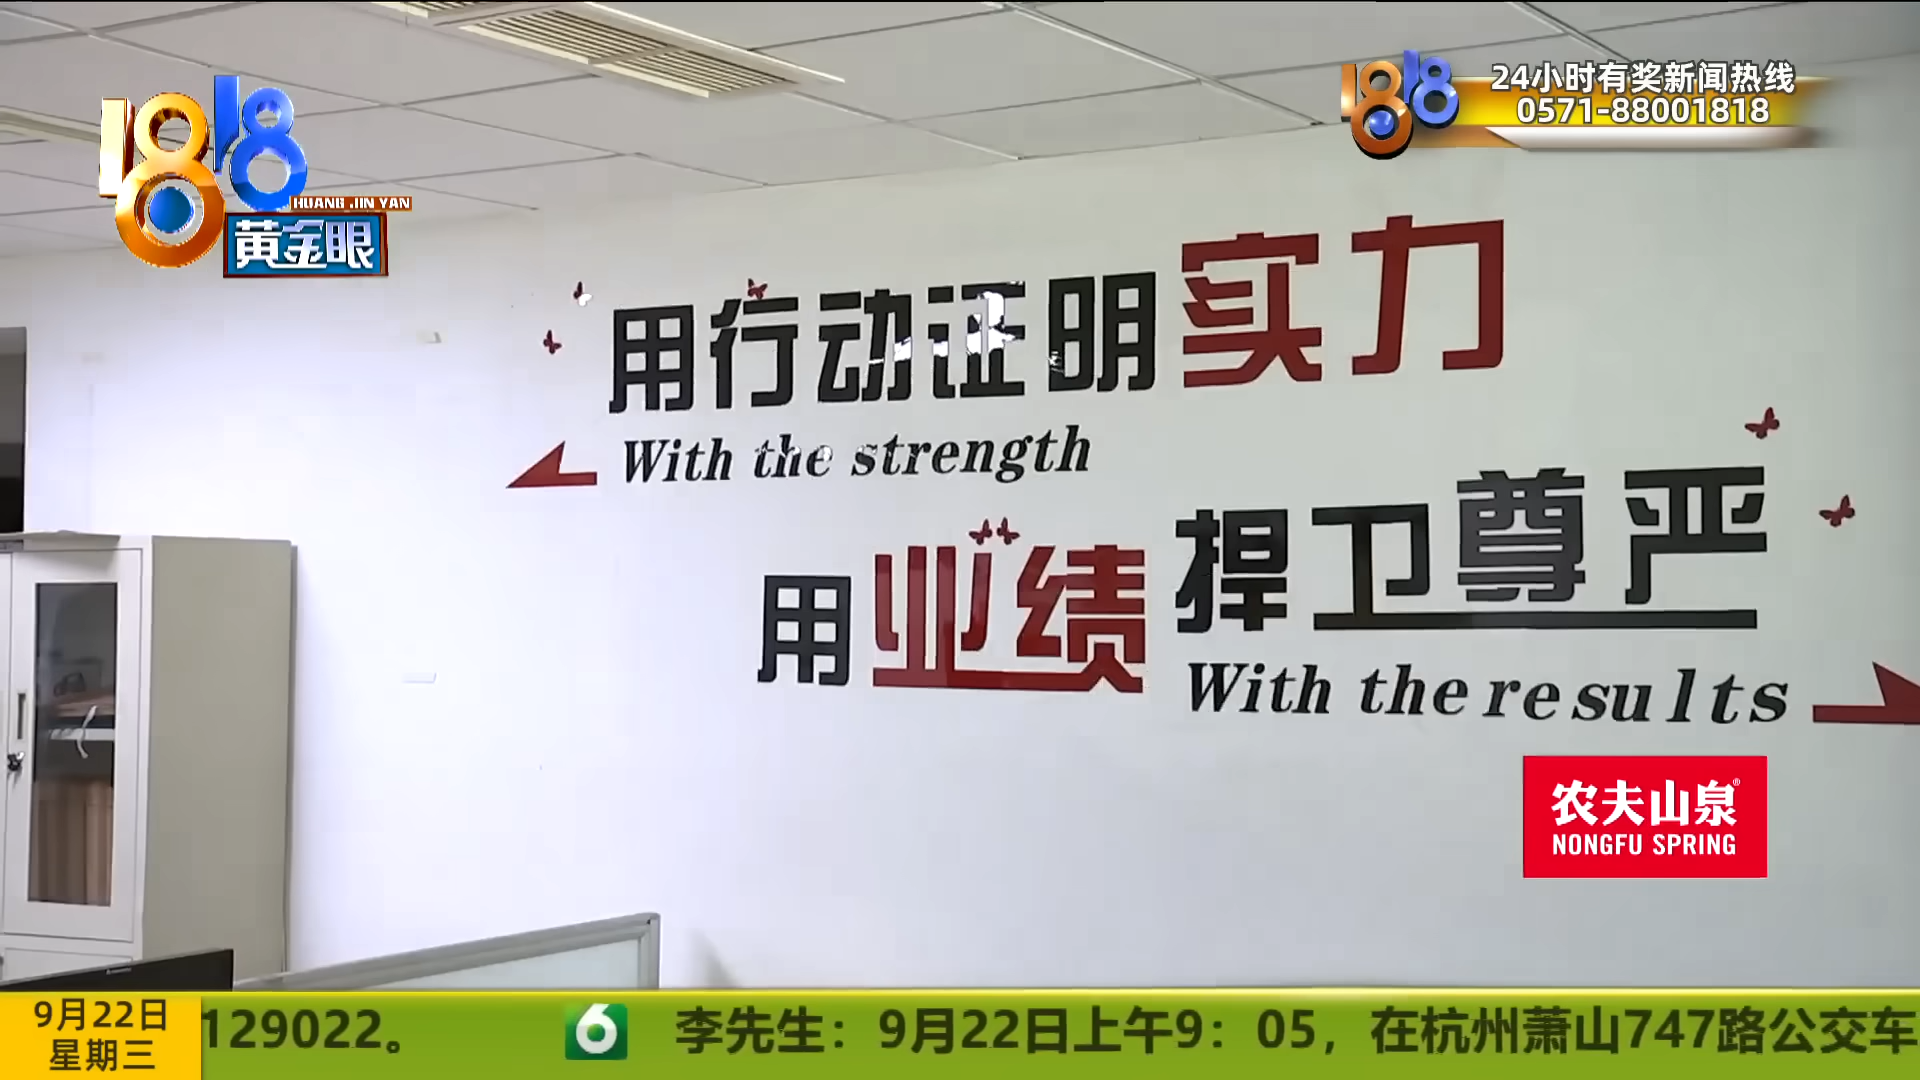 1818
HUANG JIN YAN
黄金眼
1818
24小时有奖新闻热线
0571-88001818
用行动证明实力
With the strength
用业绩捍卫尊严
With the results
农夫山泉®
NONGFU SPRING
9月22日
星期三
129022。
6
李先生：9月22日上午9：05，在杭州萧山747路公交车